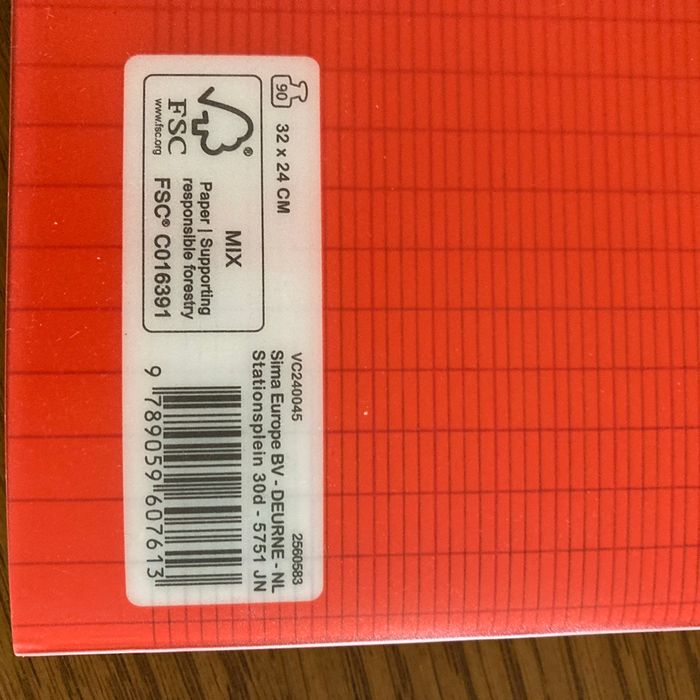 90
32 x 24 CM
FSC
www.fsc.org
®
MIX
Paper | Supporting
responsible forestry
FSC® C016391
VC240045 2560583
Sima Europe BV - DEURNE - NL
Stationsplein 30d - 5751 JN
9 789059 607613